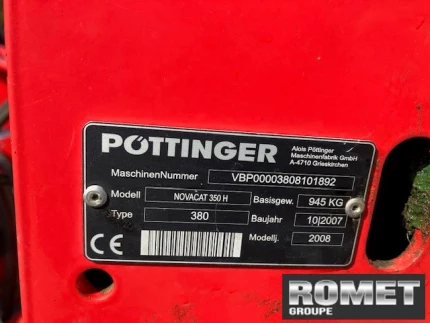 PÖTTINGER
Alois Pöttinger
Maschinenfabrik GmbH
A-4710 Grieskirchen
MaschinenNummer VBP00003808101892
Modell NOVACAT 350 H Basisgew. 945 KG
Type 380 Baujahr 10|2007
CE Modellj. 2008
ROMET
GROUPE